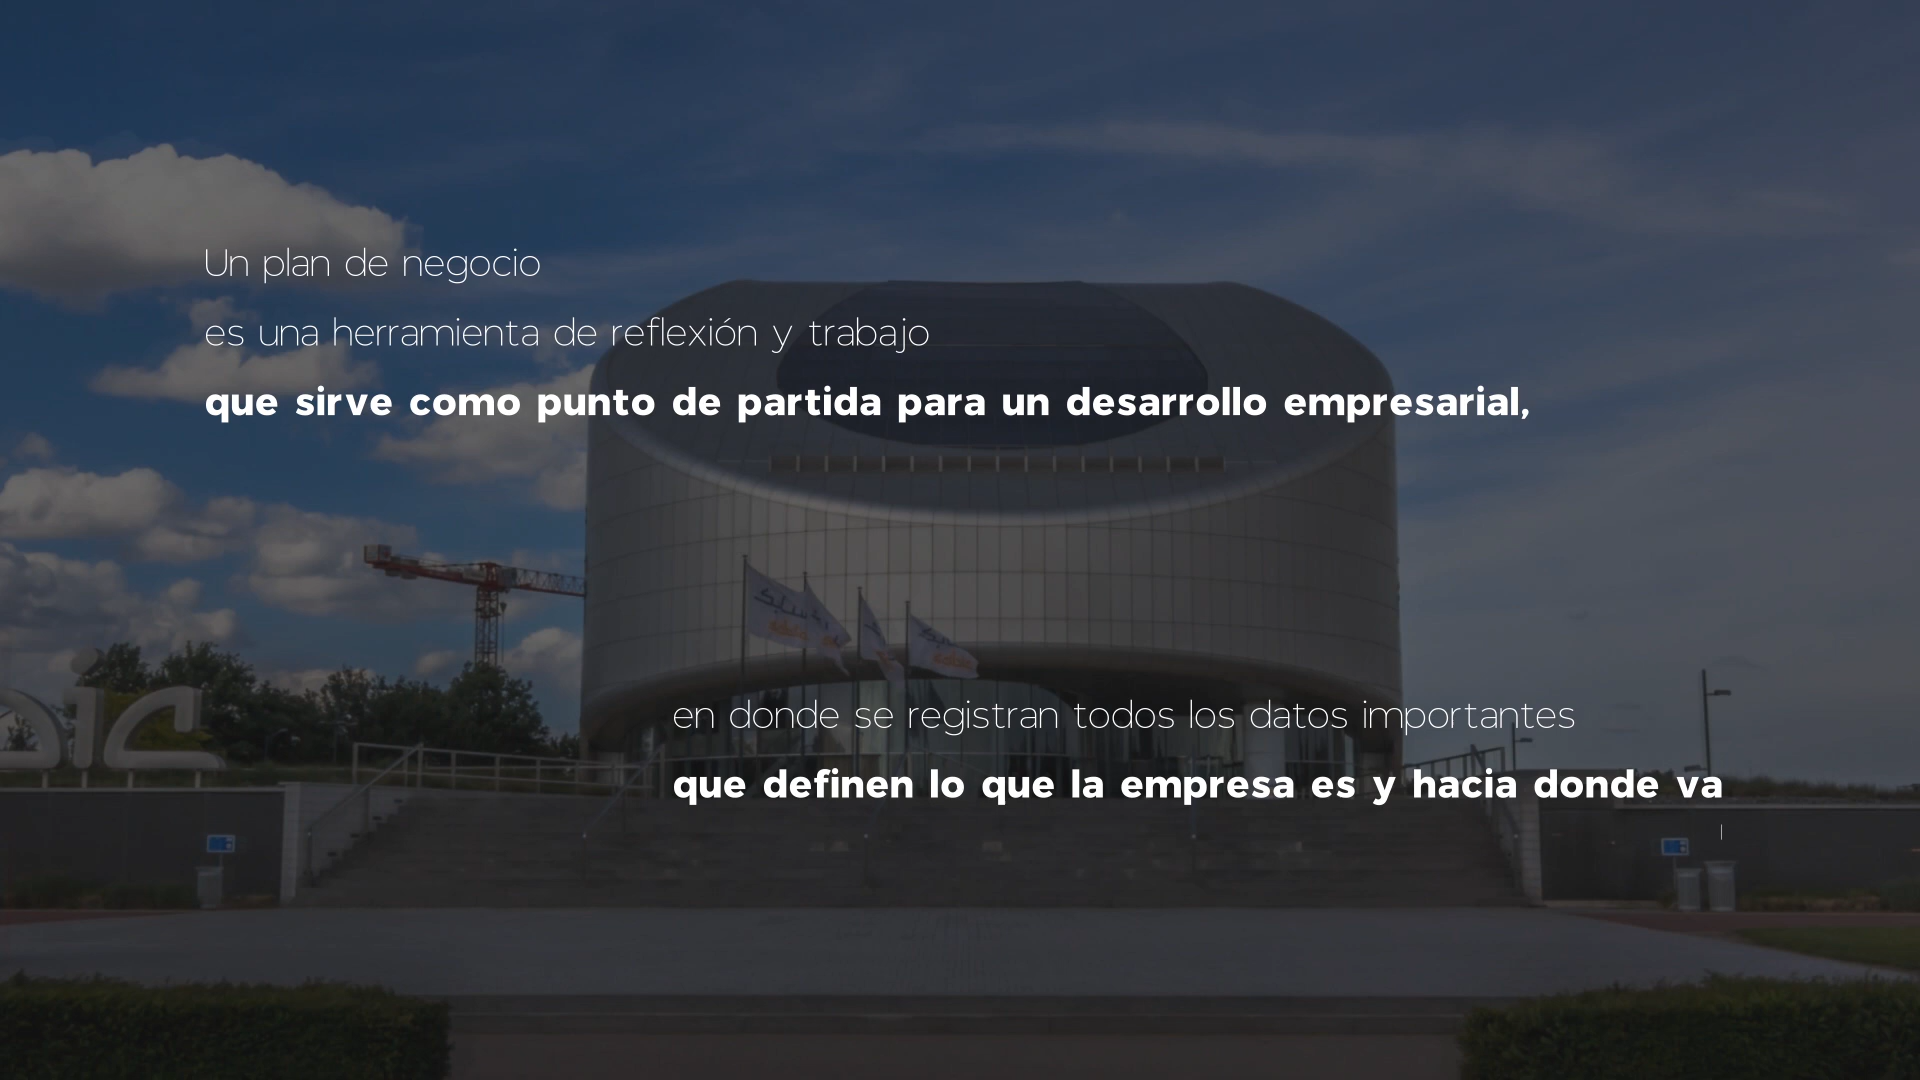 Un plan de negocio
es una herramienta de reflexión y trabajo
que sirve como punto de partida para un desarrollo empresarial,
en donde se registran todos los datos importantes
que definen lo que la empresa es y hacia donde va